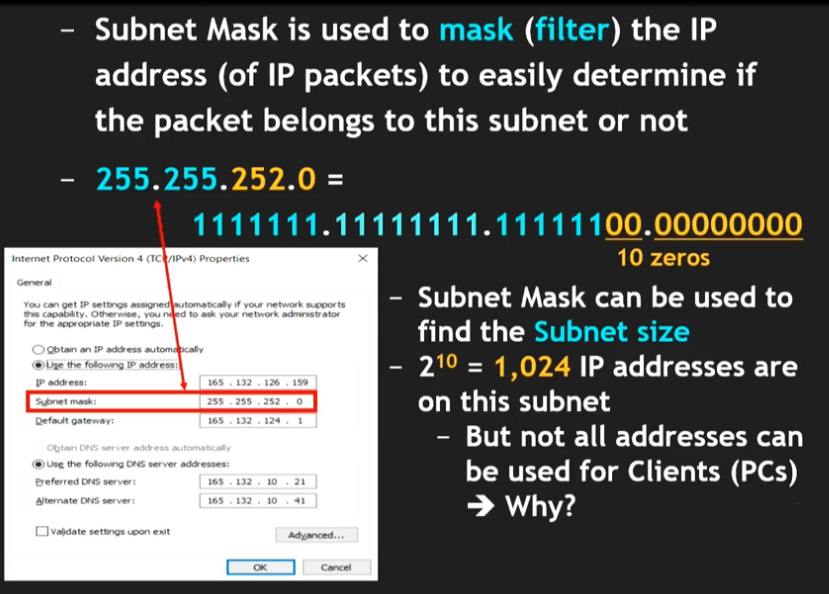 – Subnet Mask is used to mask (filter) the IP
address (of IP packets) to easily determine if
the packet belongs to this subnet or not
– 255.255.252.0 =
1111111.11111111.11111100.00000000
10 zeros
Internet Protocol Version 4 (TCP/IPv4) Properties
General
You can get IP settings assigned automatically if your network supports
this capability. Otherwise, you need to ask your network administrator
for the appropriate IP settings.
Obtain an IP address automatically
Use the following IP address:
IP address: 165 . 132 . 126 . 159
Subnet mask: 255 . 255 . 252 . 0
Default gateway: 165 . 132 . 124 . 1
Obtain DNS server address automatically
Use the following DNS server addresses:
Preferred DNS server: 165 . 132 . 10 . 21
Alternate DNS server: 165 . 132 . 10 . 41
Validate settings upon exit
Advanced...
OK Cancel
– Subnet Mask can be used to
find the Subnet size
– 2¹⁰ = 1,024 IP addresses are
on this subnet
– But not all addresses can
be used for Clients (PCs)
➔ Why?